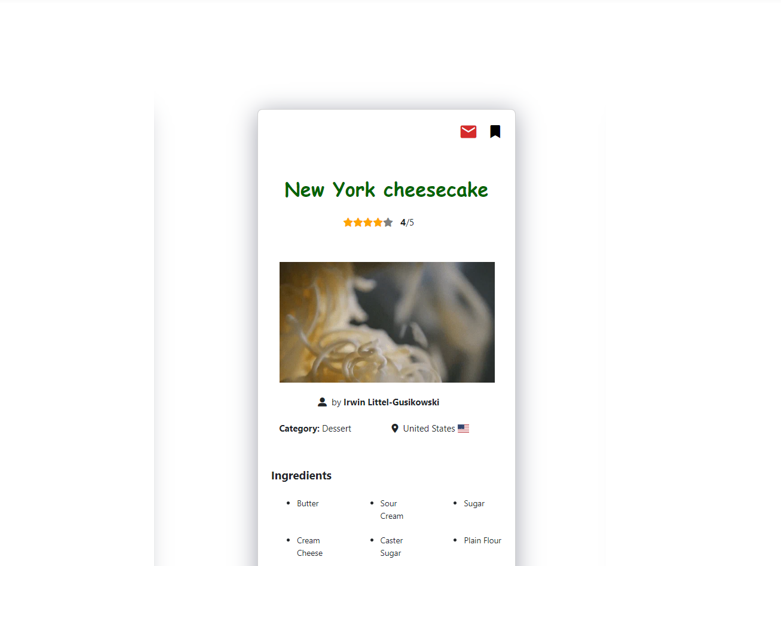 New York cheesecake
4/5
by Irwin Littel-Gusikowski
Category: Dessert United States
Ingredients
• Butter • Sour • Sugar
Cream
• Cream • Caster • Plain Flour
Cheese Sugar